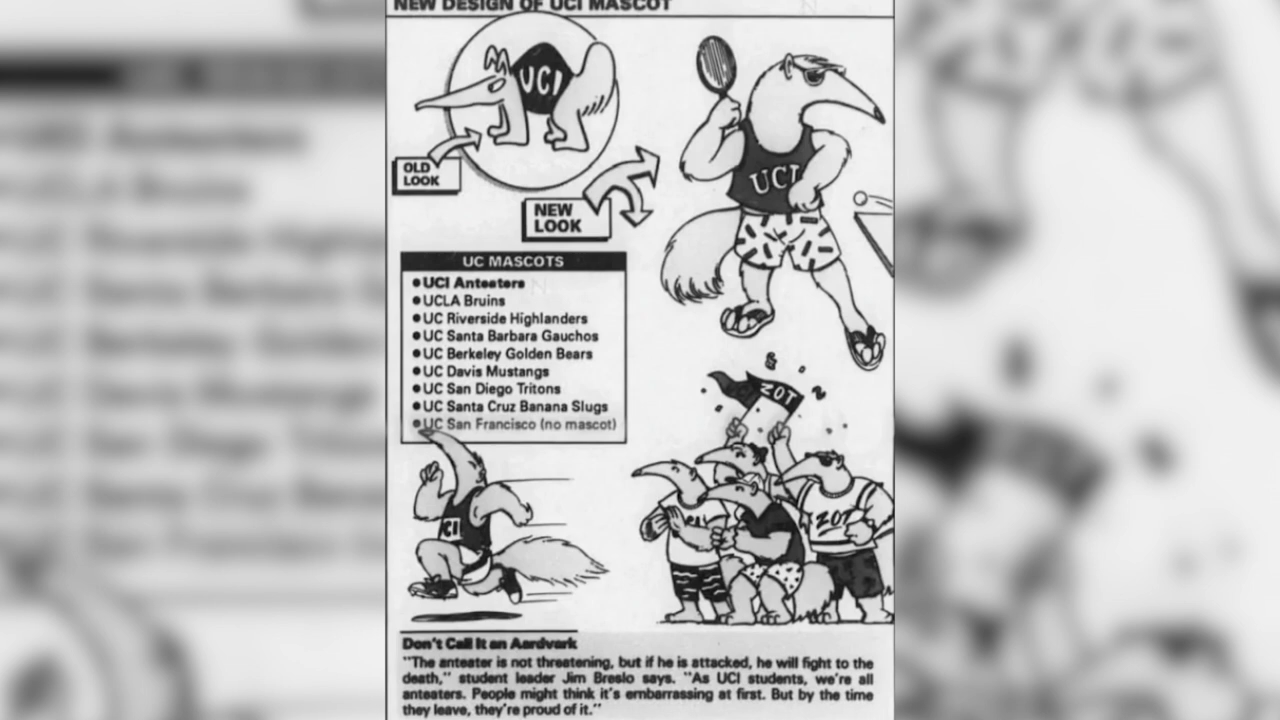 NEW DESIGN OF UCI MASCOT
UCI
OLD
LOOK
NEW
LOOK
UCI
UC MASCOTS
●UCI Anteaters
●UCLA Bruins
●UC Riverside Highlanders
●UC Santa Barbara Gauchos
●UC Berkeley Golden Bears
●UC Davis Mustangs
●UC San Diego Tritons
●UC Santa Cruz Banana Slugs
●UC San Francisco (no mascot)
ZOT
CI
ZOT
Don't Call It an Aardvark
"The anteater is not threatening, but if he is attacked, he will fight to the
death," student leader Jim Breslo says. "As UCI students, we're all
anteaters. People might think it's embarrassing at first. But by the time
they leave, they're proud of it."